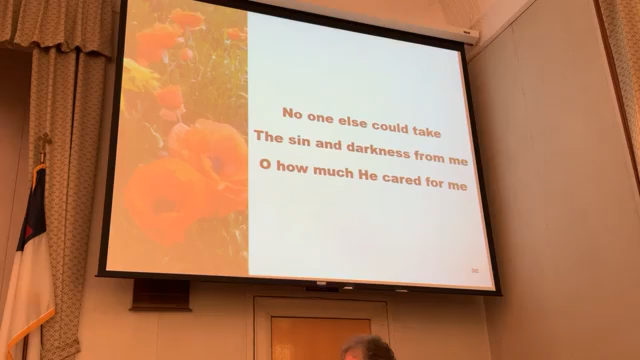 No one else could take
The sin and darkness from me
O how much He cared for me